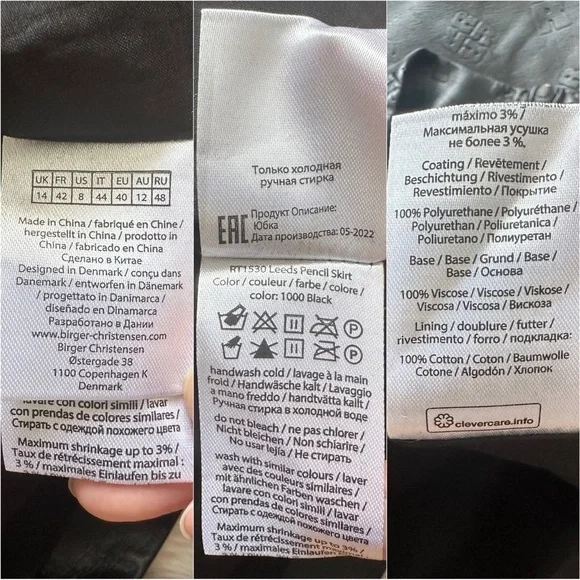 UK FR US IT EU AU RU
14 42 8 44 40 12 48
Made in China / fabriqué en Chine /
hergestellt in China / prodotto in
China / fabricado en China
Сделано в Китае
Designed in Denmark / conçu dans
Danemark / entworfen in Dänemark
/ progettato in Danimarca /
diseñado en Dinamarca
Разработано в Дании
www.birger-christensen.com
Birger Christensen
Østergade 38
1100 Copenhagen K
Denmark
lavare con colori simili / lavar
con prendas de colores similares /
Стирать с одеждой похожего цвета
Maximum shrinkage up to 3% /
Taux de rétrécissement maximal :
3 % / maximales Einlaufen bis zu
Только холодная
ручная стирка
EAC
Продукт Описание:
Юбка
Дата производства: 05-2022
RT1530 Leeds Pencil Skirt
Color / couleur / farbe / colore /
color: 1000 Black
P
P
handwash cold / lavage à la main
froid / Handwäsche kalt / Lavaggio
a mano freddo / handtvätta kallt /
Ручная стирка в холодной воде
do not bleach / ne pas chlorer /
Nicht bleichen / Non schiarire
/ No usar lejía / Не стирать
wash with similar colours / laver
avec des couleurs similaires /
mit ähnlichen Farben waschen /
lavare con colori simili / lavar
con prendas de colores similares /
Стирать с одеждой похожего цвета
Maximum shrinkage up to 3% /
Taux de rétrécissement maximal :
3 % / maximales Einlaufen bis zu
máximo 3% /
Максимальная усушка
не более 3 %.
Coating / Revêtement /
Beschichtung / Rivestimento /
Revestimiento / Покрытие
100% Polyurethane / Polyuréthane /
Polyurethan / Poliuretanica /
Poliuretano / Полиуретан
Base / Base / Grund / Base /
Base / Основа
100% Viscose / Viscose / Viskose /
Viscosa / Viscosa / Вискоза
Lining / doublure / futter /
rivestimento / forro / подкладка:
100% Cotton / Coton / Baumwolle
Cotone / Algodón / Хлопок
clevercare.info